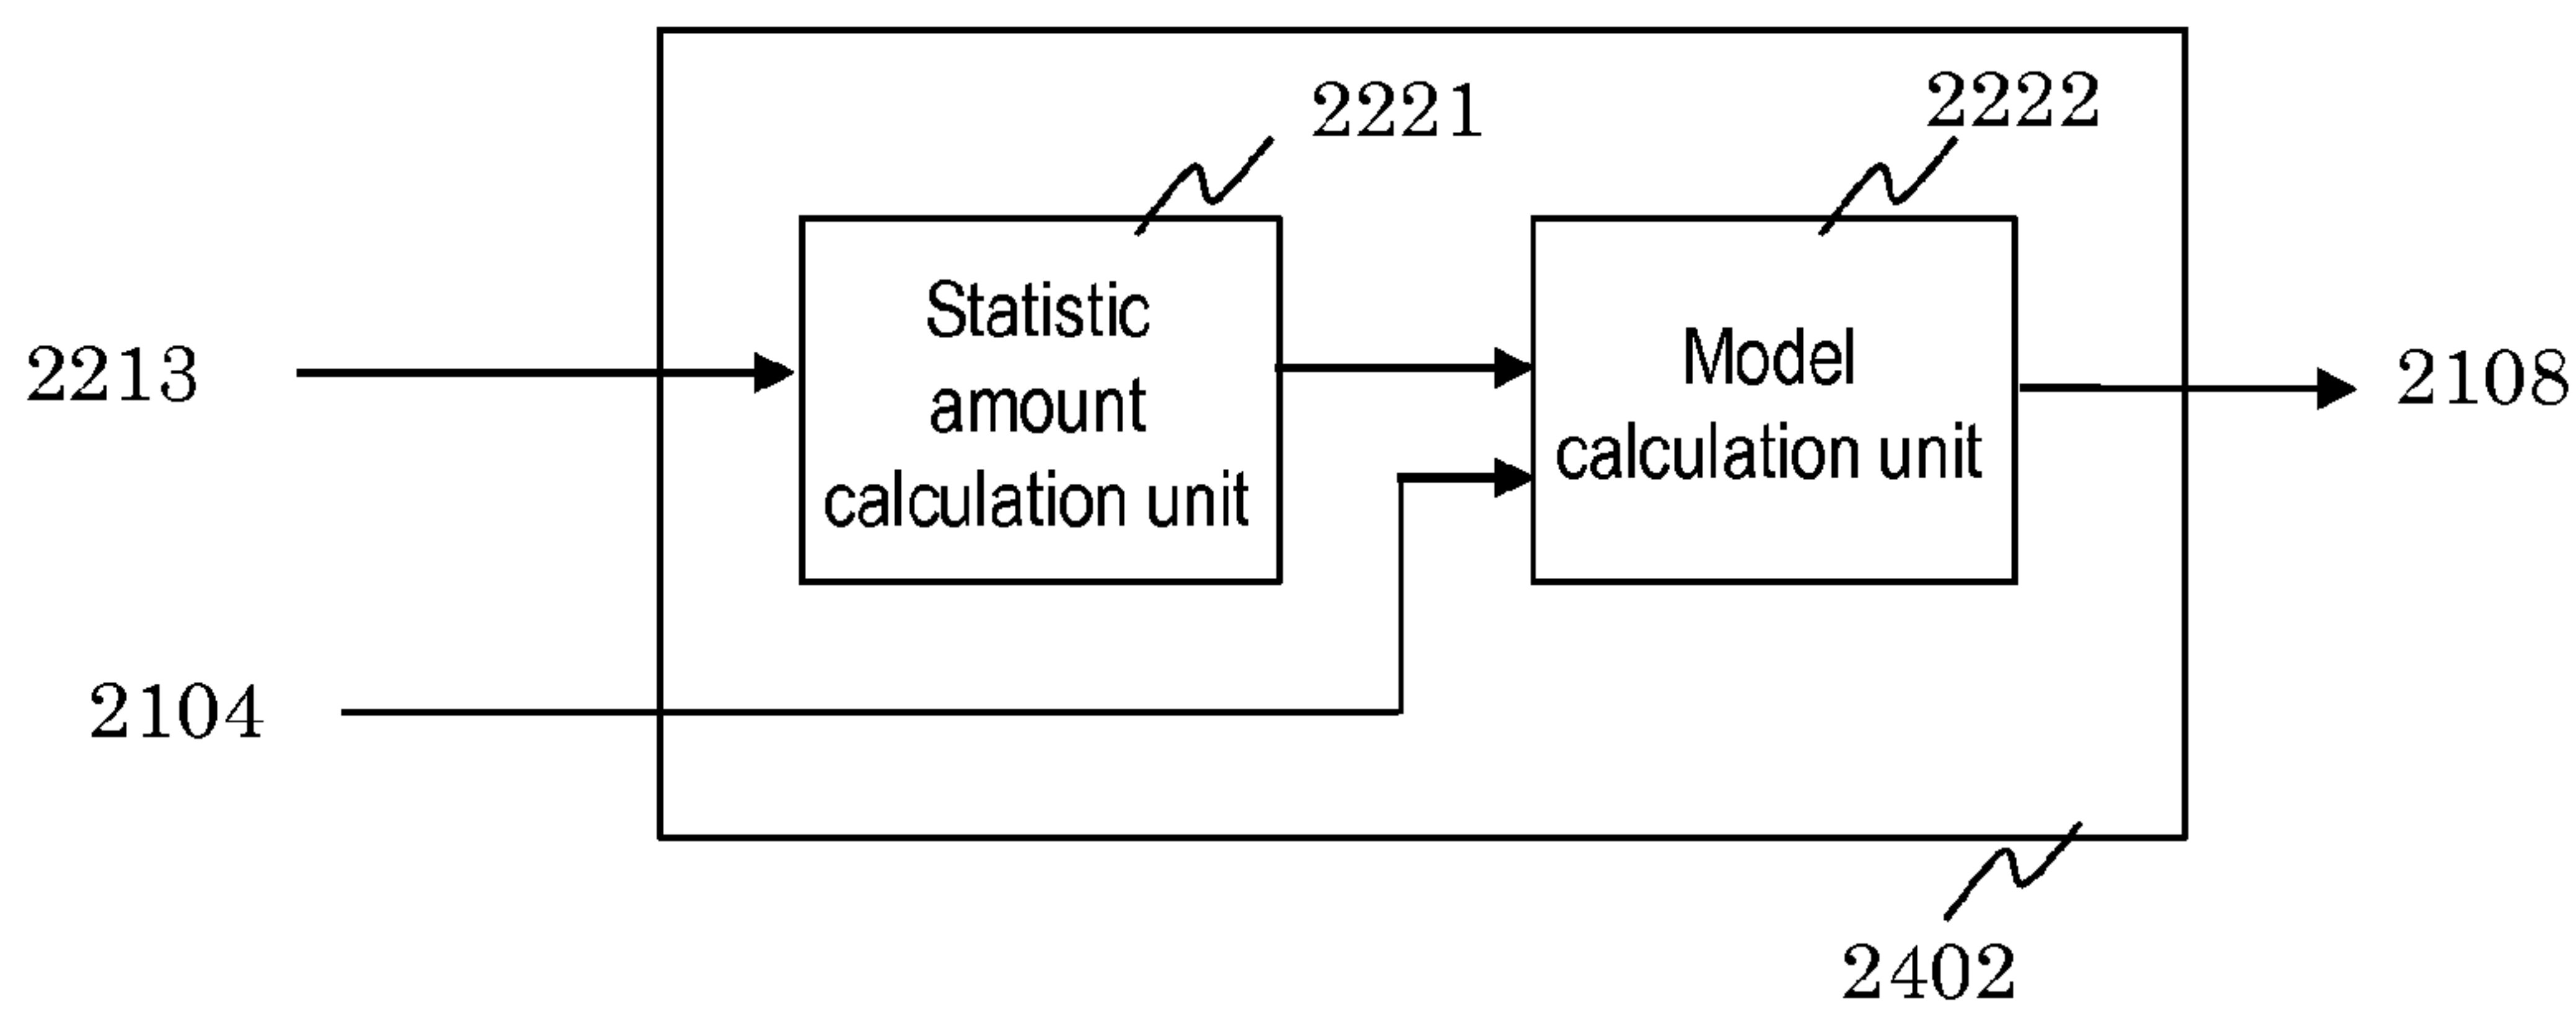 2221
2222
Statistic
amount
calculation unit
Model
calculation unit
2213
2108
2104
2402